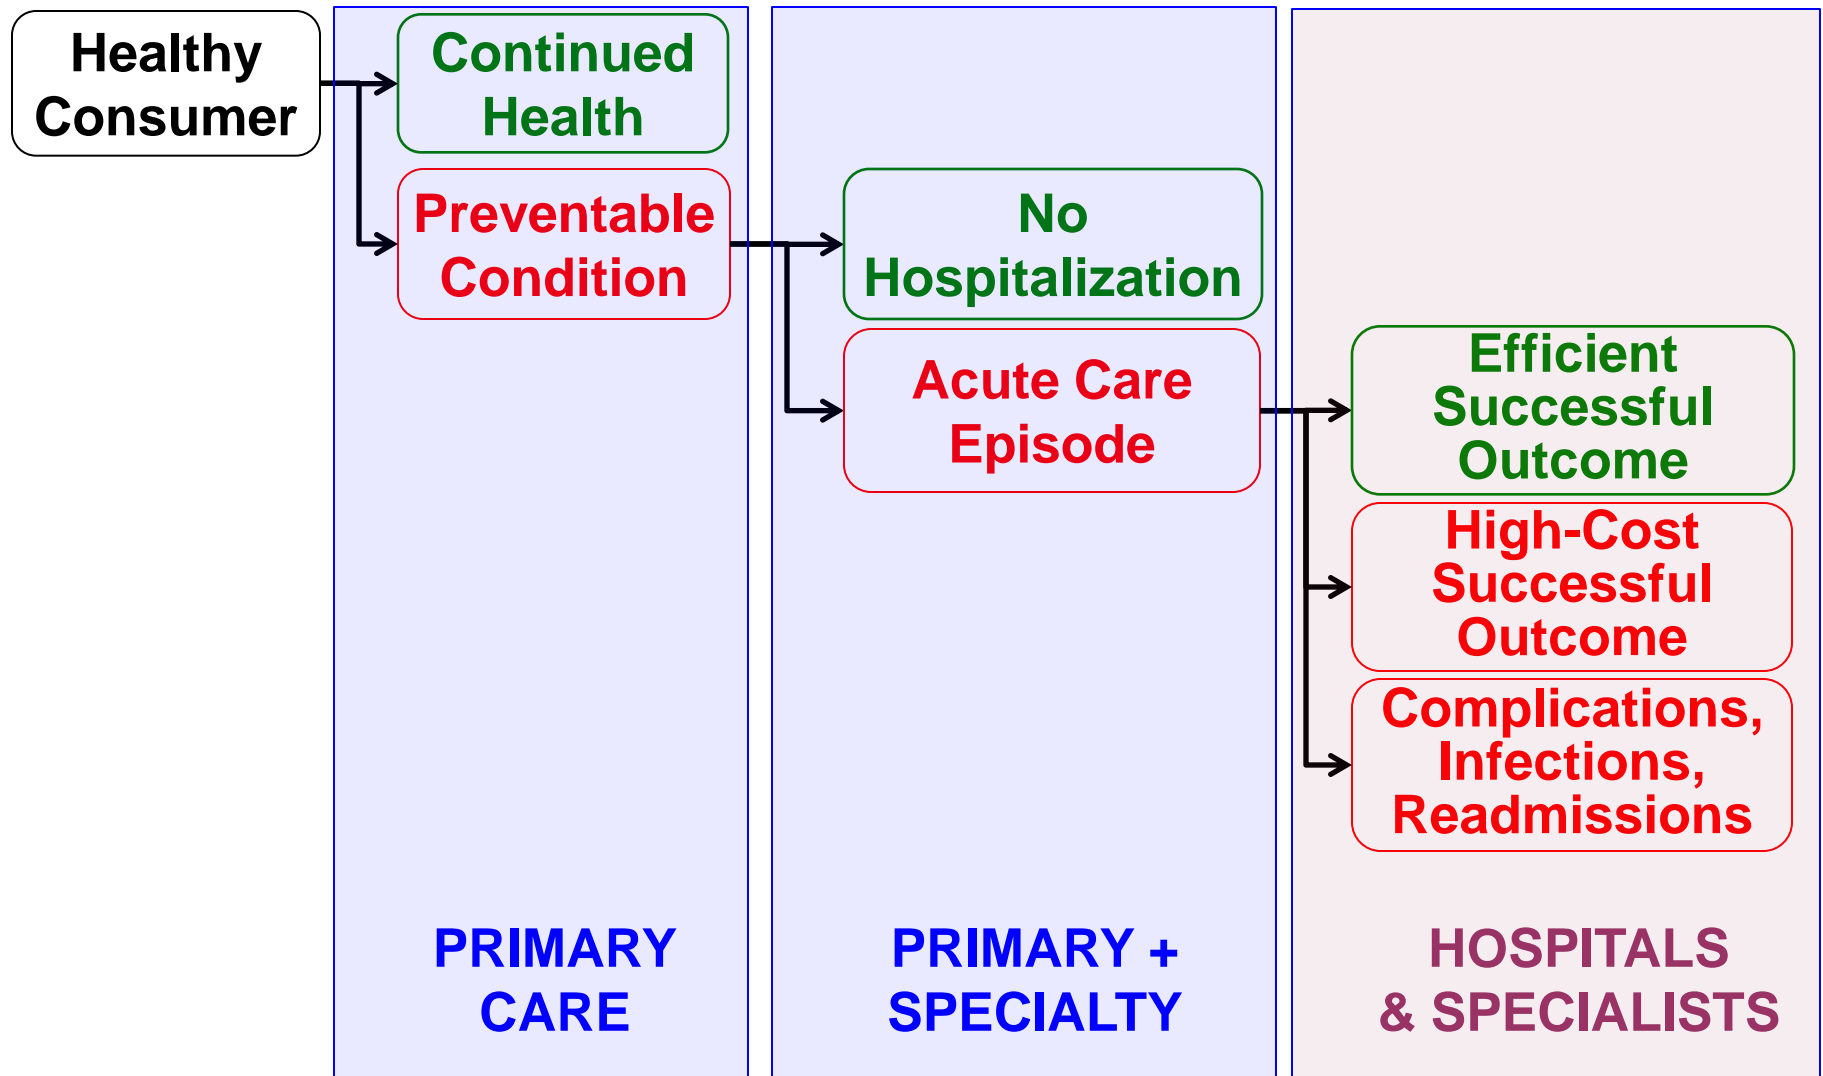 Healthy
Consumer
Continued
Health
Preventable
Condition
No
Hospitalization
Acute Care
Episode
Efficient
Successful
Outcome
High-Cost
Successful
Outcome
Complications,
Infections,
Readmissions
PRIMARY
CARE
PRIMARY +
SPECIALTY
HOSPITALS
& SPECIALISTS